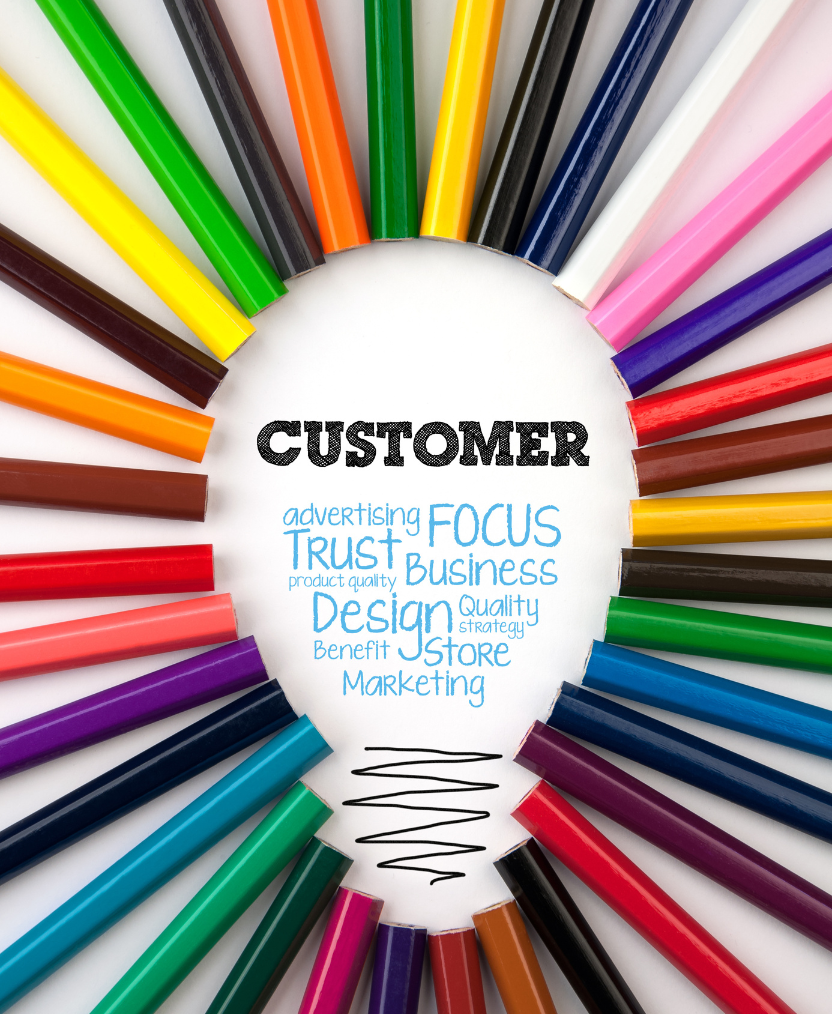 CUSTOMER
advertising FOCUS
Trust Business
product quality
Design Quality
strategy
Benefit Store
Marketing